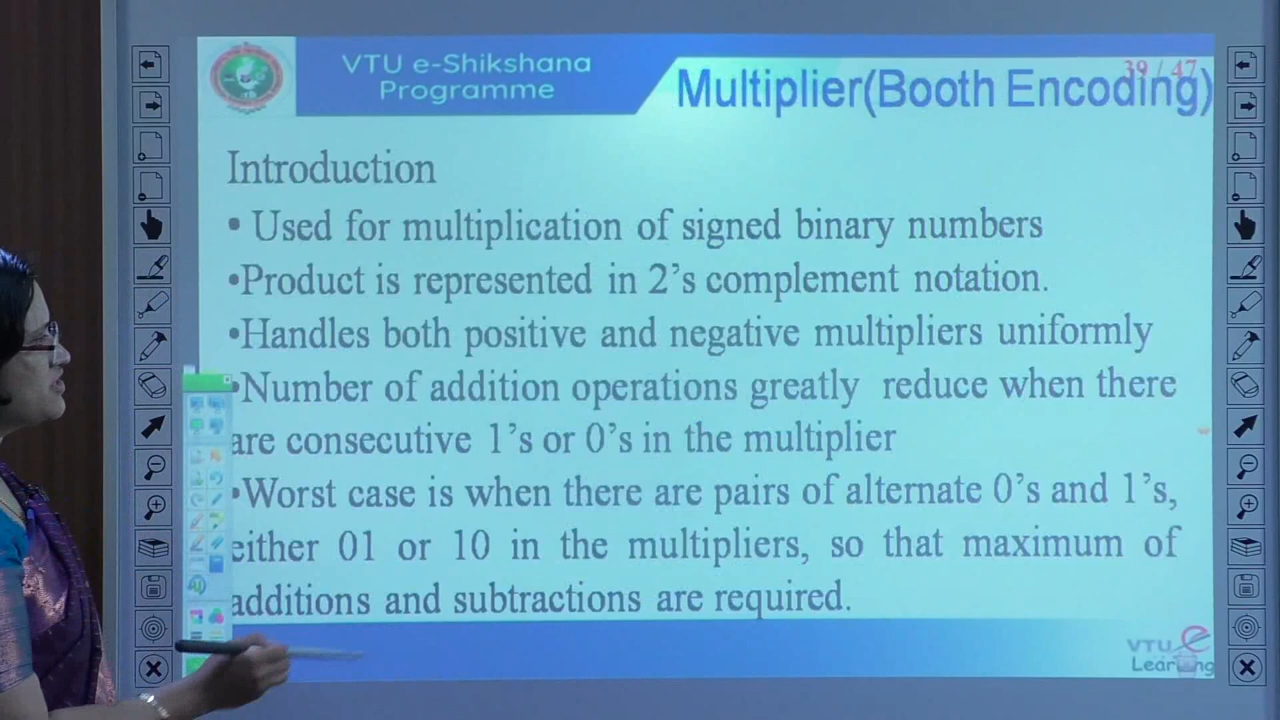 VTU e-Shikshana
Programme
39 / 47
Multiplier(Booth Encoding)
Introduction
• Used for multiplication of signed binary numbers
•Product is represented in 2's complement notation.
•Handles both positive and negative multipliers uniformly
•Number of addition operations greatly reduce when there
are consecutive 1's or 0's in the multiplier
•Worst case is when there are pairs of alternate 0's and 1's,
either 01 or 10 in the multipliers, so that maximum of
additions and subtractions are required.
VTU e
Learning